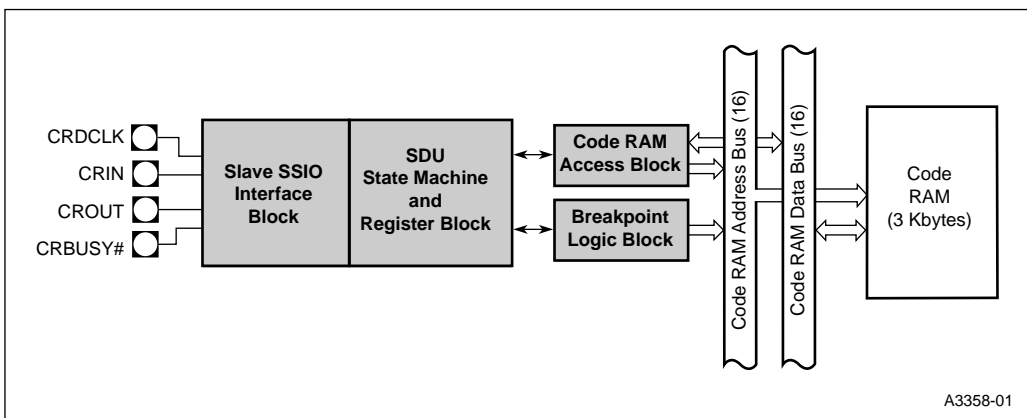 CRDCLK
CRIN
CROUT
CRBUSY#
Slave SSIO
Interface
Block
SDU
State Machine
and
Register Block
Code RAM
Access Block
Breakpoint
Logic Block
Code RAM Address Bus (16)
Code RAM Data Bus (16)
Code
RAM
(3 Kbytes)
A3358-01